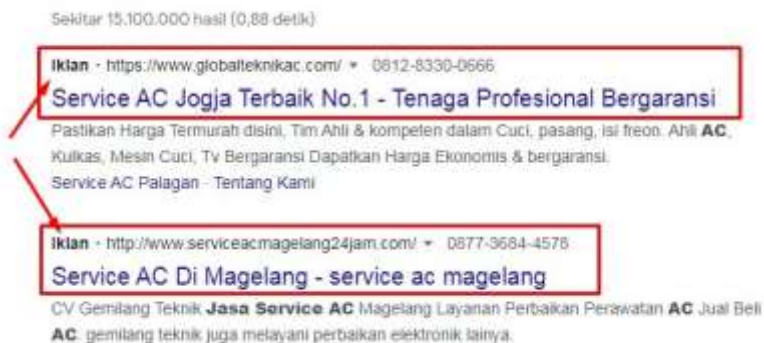 Sekitar 15.100.000 hasil (0,88 detik)
Iklan · https://www.globalteknikac.com/ 0812-8330-0666
Service AC Jogja Terbaik No.1 - Tenaga Profesional Bergaransi
Pastikan Harga Termurah disini, Tim Ahli & kompeten dalam Cuci, pasang, isi freon. Ahli AC,
Kulkas, Mesin Cuci, Tv Bergaransi Dapatkan Harga Ekonomis & bergaransi.
Service AC Palagan · Tentang Kami
Iklan · http://www.serviceacmagelang24jam.com/ 0877-3684-4578
Service AC Di Magelang - service ac magelang
CV Gemilang Teknik Jasa Service AC Magelang Layanan Perbaikan Perawatan AC Jual Beli
AC. gemilang teknik juga melayani perbaikan elektronik lainya.